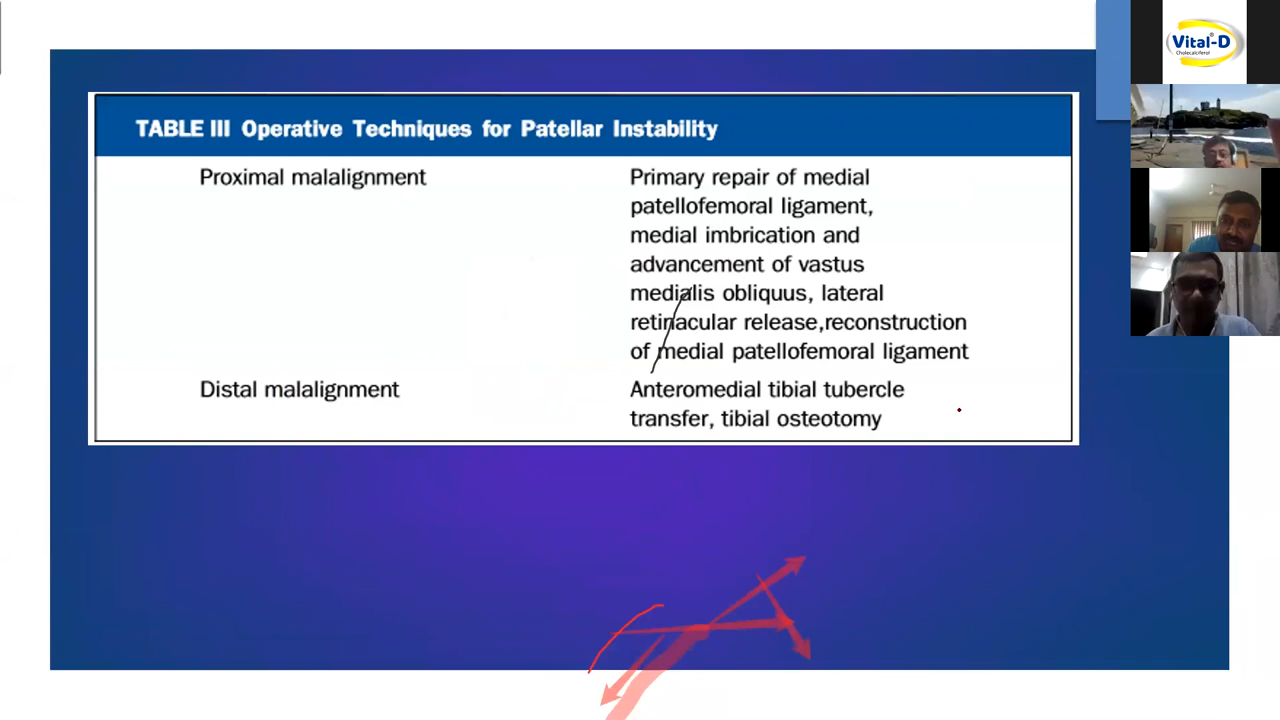 TABLE III Operative Techniques for Patellar Instability
Proximal malalignment
Primary repair of medial
patellofemoral ligament,
medial imbrication and
advancement of vastus
medialis obliquus, lateral
retinacular release,reconstruction
of medial patellofemoral ligament
Distal malalignment
Anteromedial tibial tubercle
transfer, tibial osteotomy
Vital-D
Cholecalciferol